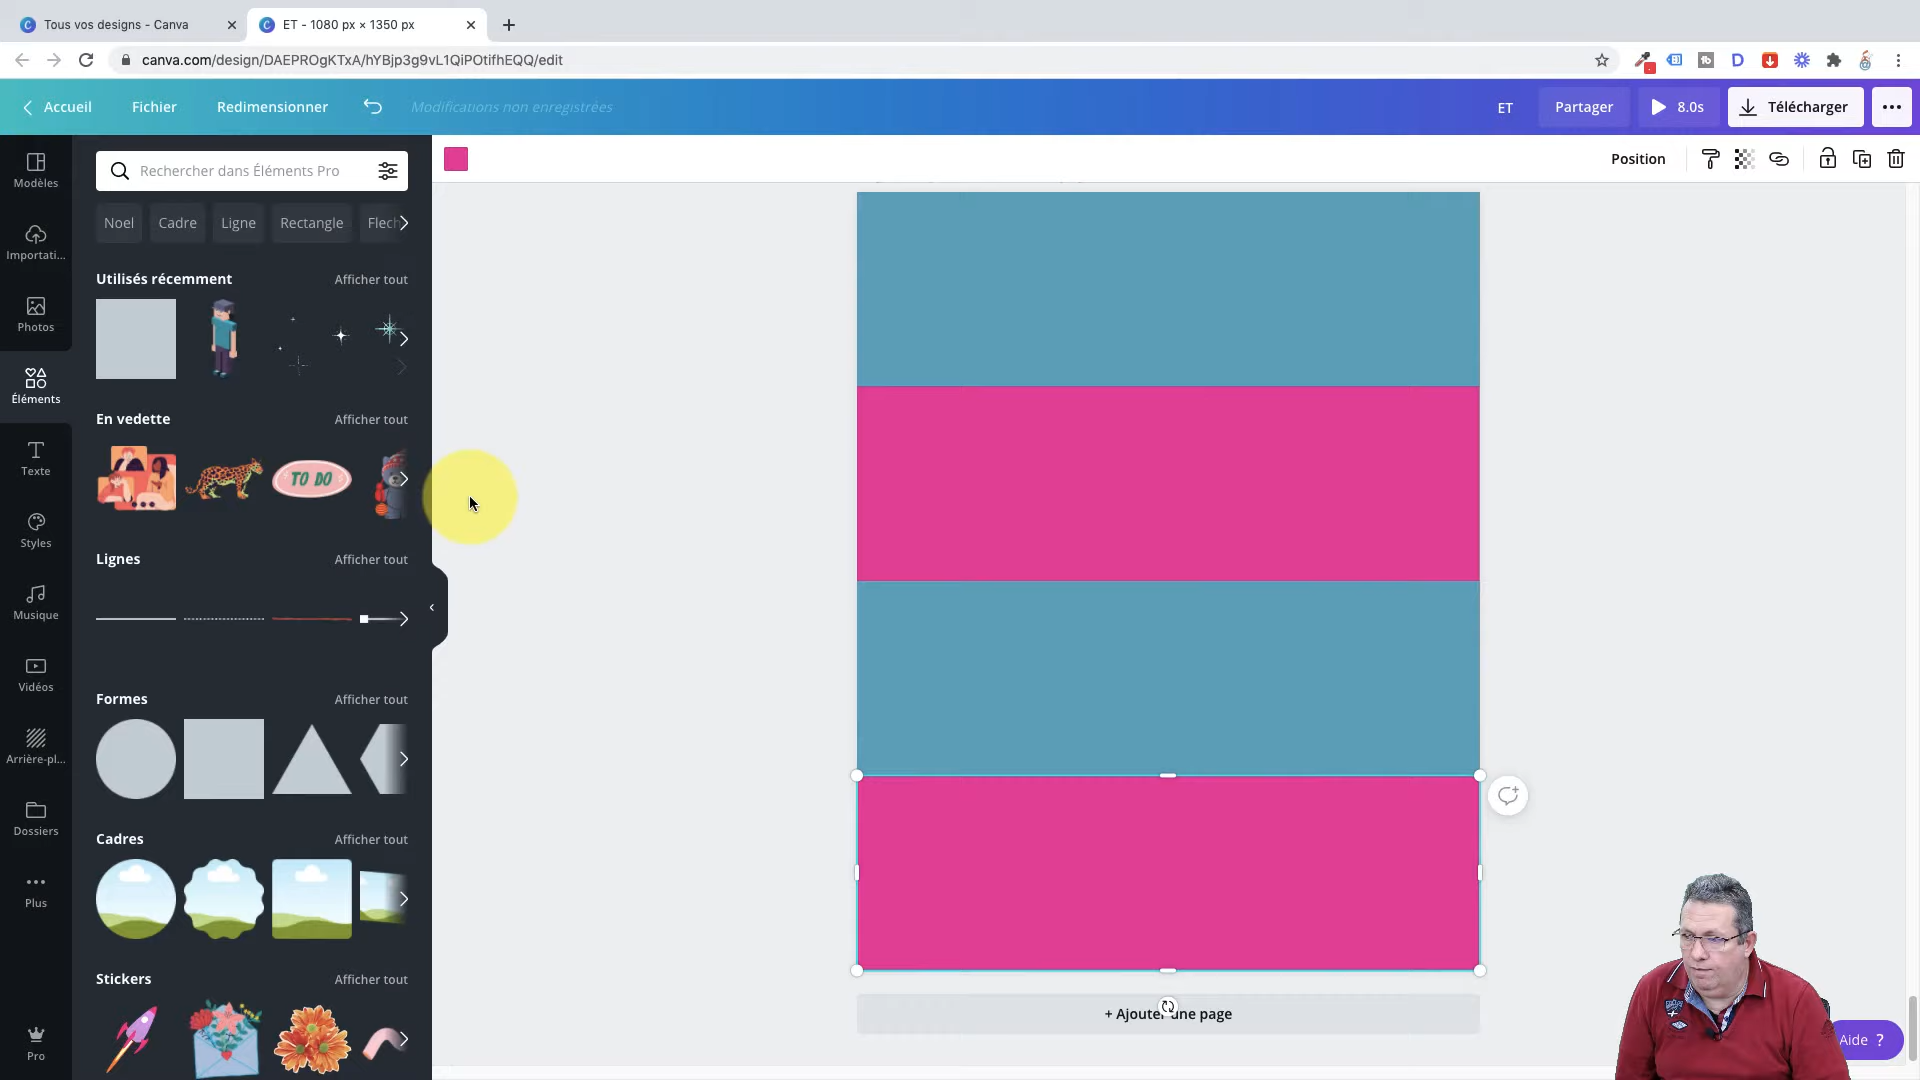 Tous vos designs - Canva
ET - 1080 px × 1350 px
canva.com/design/DAEPROgKTxA/hYBjp3g9vL1QiPOtifhEQQ/edit
Accueil
Fichier
Redimensionner
Modifications non enregistrées
ET
Partager
8.0s
Télécharger
Position
Modèles
Importati...
Photos
Éléments
Texte
Styles
Musique
Vidéos
Arrière-pl...
Dossiers
Plus
Pro
Rechercher dans Éléments Pro
Noel
Cadre
Ligne
Rectangle
Flech
Utilisés récemment
Afficher tout
En vedette
Afficher tout
TO DO
Lignes
Afficher tout
Formes
Afficher tout
Cadres
Afficher tout
Stickers
Afficher tout
+ Ajouter une page
Aide ?